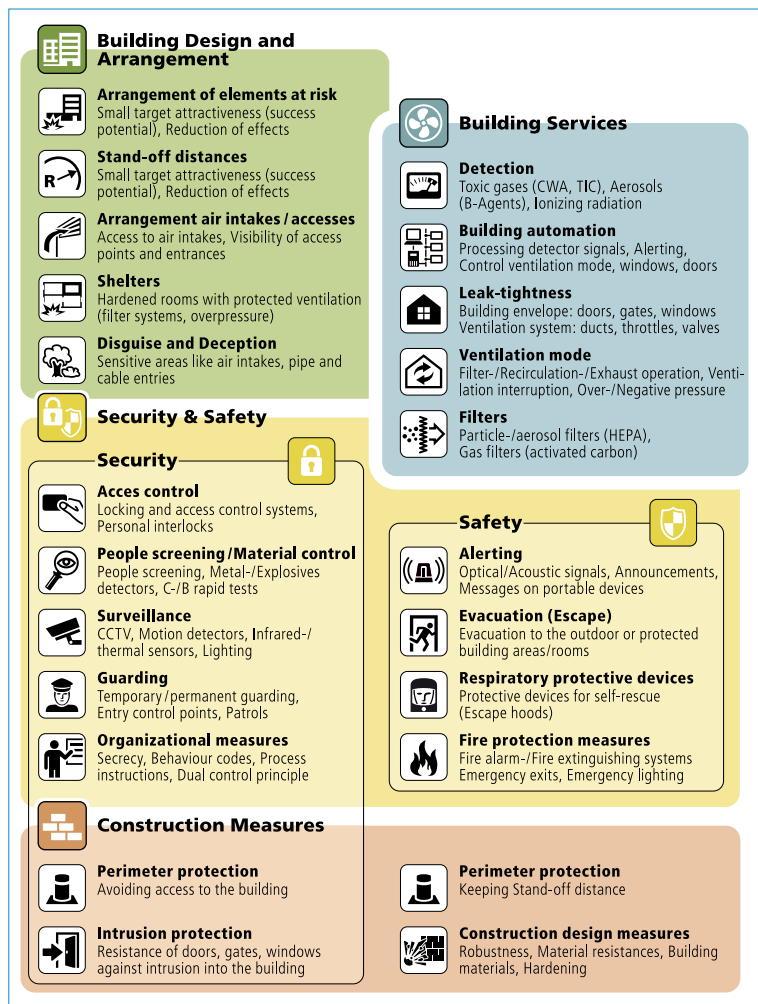 Building Design and
Arrangement
Arrangement of elements at risk
Small target attractiveness (success
potential), Reduction of effects
R
Stand-off distances
Small target attractiveness (success
potential), Reduction of effects
Arrangement air intakes / accesses
Access to air intakes, Visibility of access
points and entrances
Shelters
Hardened rooms with protected ventilation
(filter systems, overpressure)
Disguise and Deception
Sensitive areas like air intakes, pipe and
cable entries
Building Services
Detection
Toxic gases (CWA, TIC), Aerosols
(B-Agents), Ionizing radiation
Building automation
Processing detector signals, Alerting,
Control ventilation mode, windows, doors
Leak-tightness
Building envelope: doors, gates, windows
Ventilation system: ducts, throttles, valves
Ventilation mode
Filter-/Recirculation-/Exhaust operation, Venti-
lation interruption, Over-/Negative pressure
Filters
Particle-/aerosol filters (HEPA),
Gas filters (activated carbon)
Security & Safety
Security
Acces control
Locking and access control systems,
Personal interlocks
People screening / Material control
People screening, Metal-/Explosives
detectors, C-/B rapid tests
Surveillance
CCTV, Motion detectors, Infrared-/
thermal sensors, Lighting
Guarding
Temporary / permanent guarding,
Entry control points, Patrols
Organizational measures
Secrecy, Behaviour codes, Process
instructions, Dual control principle
Safety
Alerting
Optical/Acoustic signals, Announcements,
Messages on portable devices
Evacuation (Escape)
Evacuation to the outdoor or protected
building areas/rooms
Respiratory protective devices
Protective devices for self-rescue
(Escape hoods)
Fire protection measures
Fire alarm-/Fire extinguishing systems
Emergency exits, Emergency lighting
Construction Measures
Perimeter protection
Avoiding access to the building
Intrusion protection
Resistance of doors, gates, windows
against intrusion into the building
Perimeter protection
Keeping Stand-off distance
Construction design measures
Robustness, Material resistances, Building
materials, Hardening